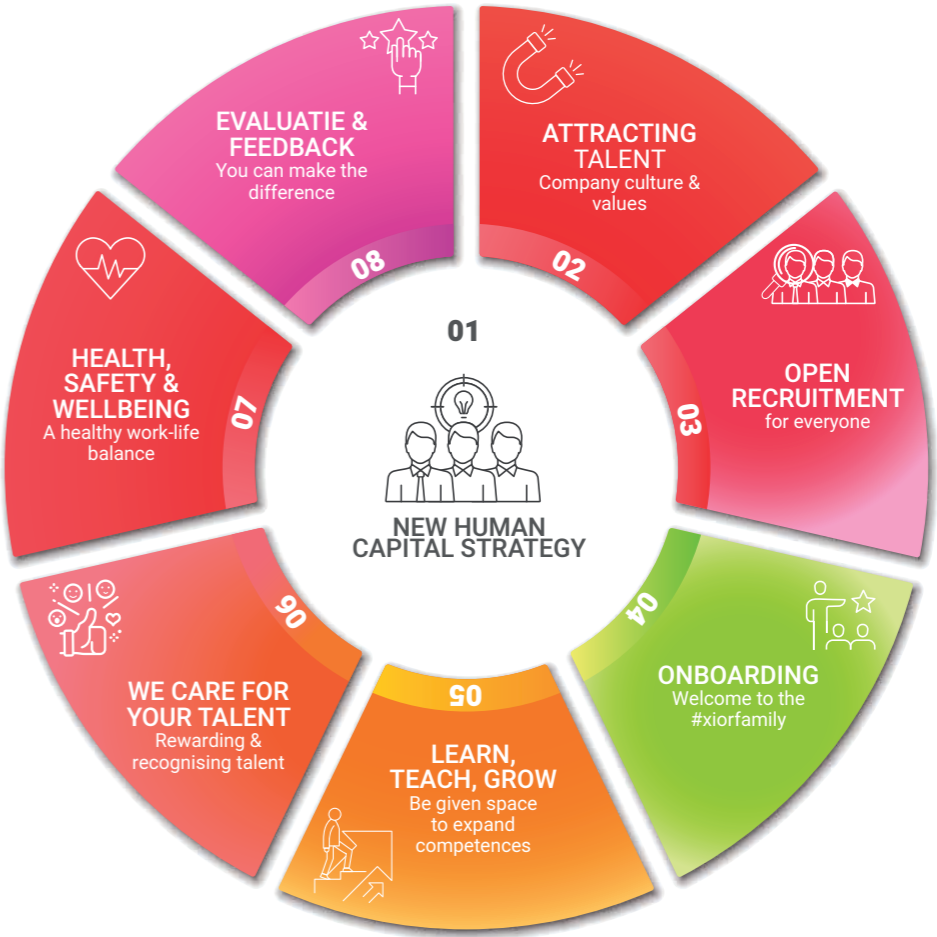 01
NEW HUMAN
CAPITAL STRATEGY
02
ATTRACTING
TALENT
Company culture &
values
03
OPEN
RECRUITMENT
for everyone
04
ONBOARDING
Welcome to the
#xiorfamily
05
LEARN,
TEACH, GROW
Be given space
to expand
competences
06
WE CARE FOR
YOUR TALENT
Rewarding &
recognising talent
07
HEALTH,
SAFETY &
WELLBEING
A healthy work-life
balance
08
EVALUATIE &
FEEDBACK
You can make the
difference